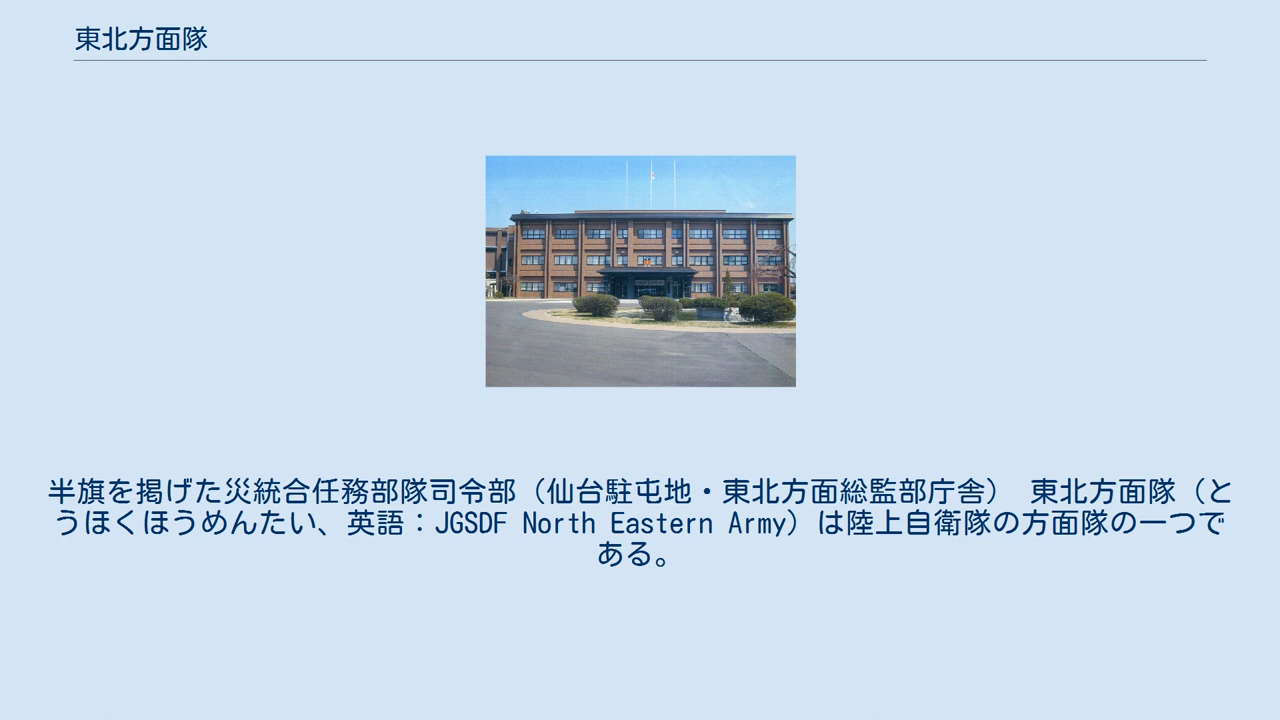 東北方面隊
半旗を掲げた災統合任務部隊司令部（仙台駐屯地・東北方面総監部庁舎）　東北方面隊（と
うほくほうめんたい、英語：JGSDF North Eastern Army）は陸上自衛隊の方面隊の一つで
ある。